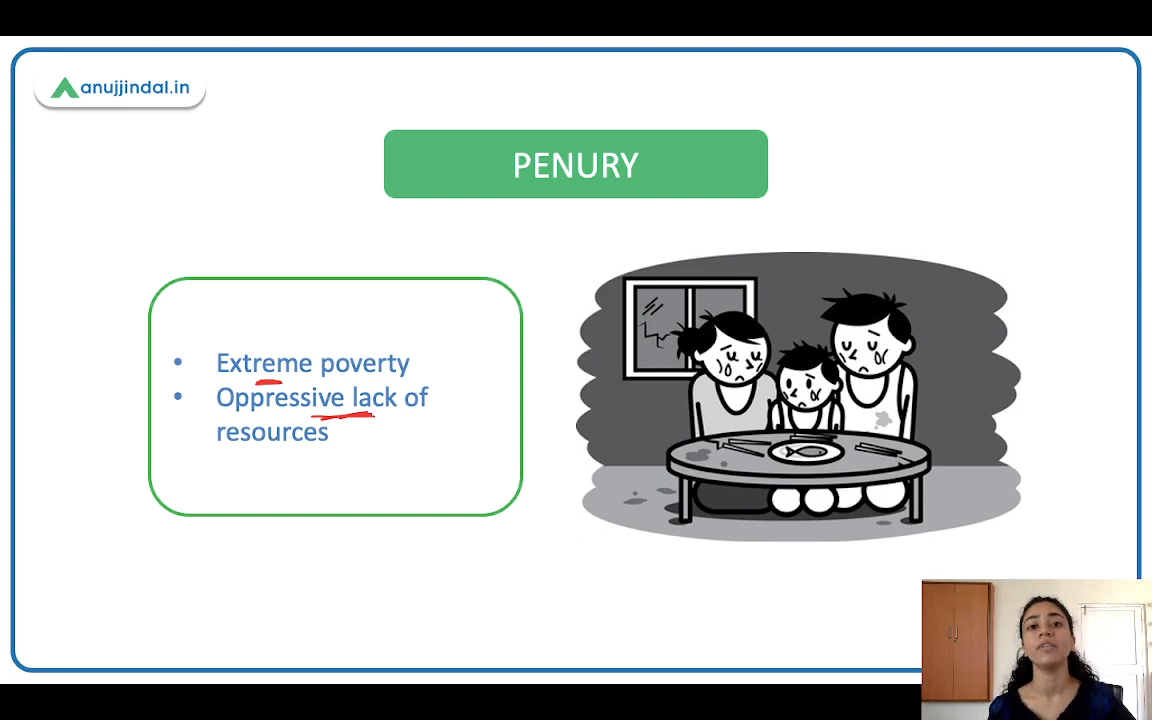 anujjindal.in
PENURY
• Extreme poverty
• Oppressive lack of
resources